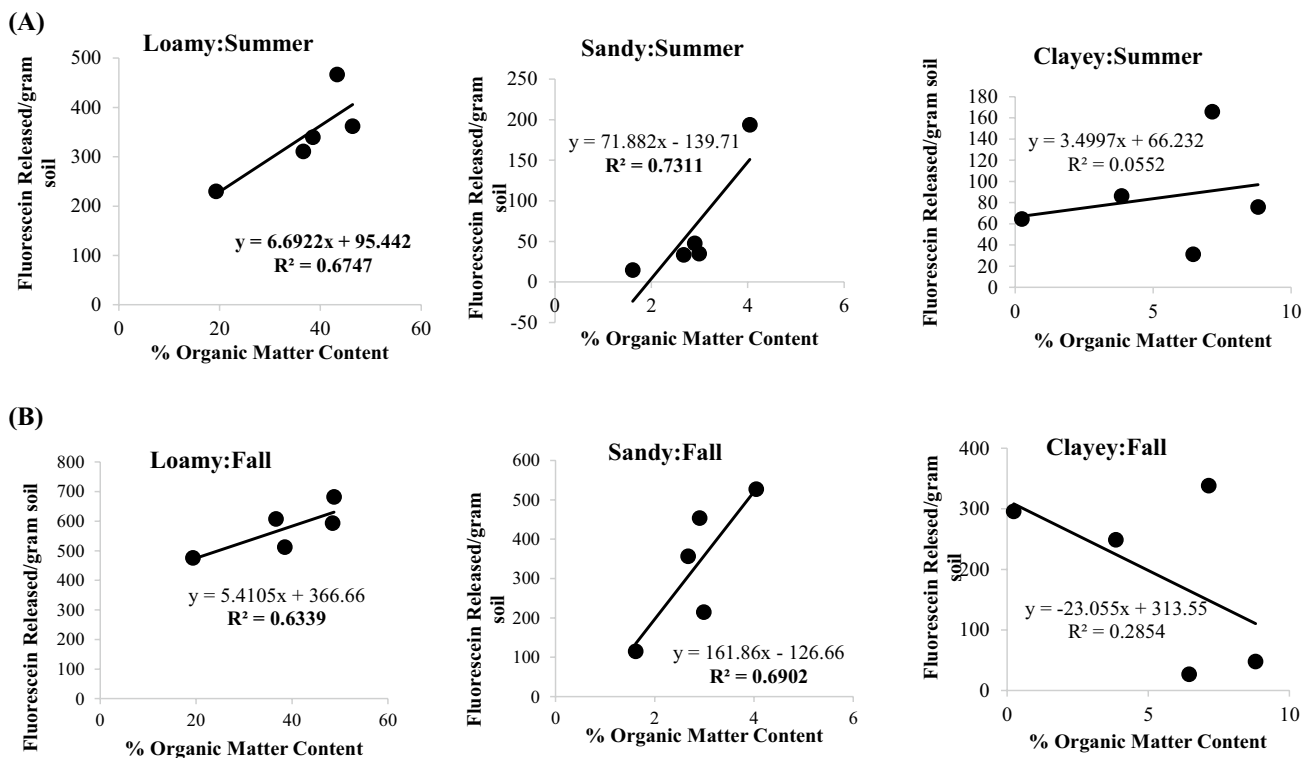 (A)
Loamy:Summer
Fluorescein Released/gram
soil
500
400
300
200
100
0
y = 6.6922x + 95.442
R² = 0.6747
0 20 40 60
% Organic Matter Content
Sandy:Summer
Fluorecscein Released/gram
soil
250
200
150
100
50
0
-50
y = 71.882x - 139.71
R² = 0.7311
0 2 4 6
% Organic Matter Content
Clayey:Summer
Fluorescein Released/gram soil
180
160
140
120
100
80
60
40
20
0
y = 3.4997x + 66.232
R² = 0.0552
0 5 10
% Organic Matter Content
(B)
Loamy:Fall
Fluorescein Released/gram soil
800
700
600
500
400
300
200
100
0
y = 5.4105x + 366.66
R² = 0.6339
0 20 40 60
% Organic Matter Content
Sandy:Fall
Fluorescein Released/gram
soil
600
500
400
300
200
100
0
y = 161.86x - 126.66
R² = 0.6902
0 2 4 6
% Organic Matter Content
Clayey:Fall
Fluorescein Relesed/gram
soil
400
300
200
100
0
y = -23.055x + 313.55
R² = 0.2854
0 5 10
% Organic Matter Content